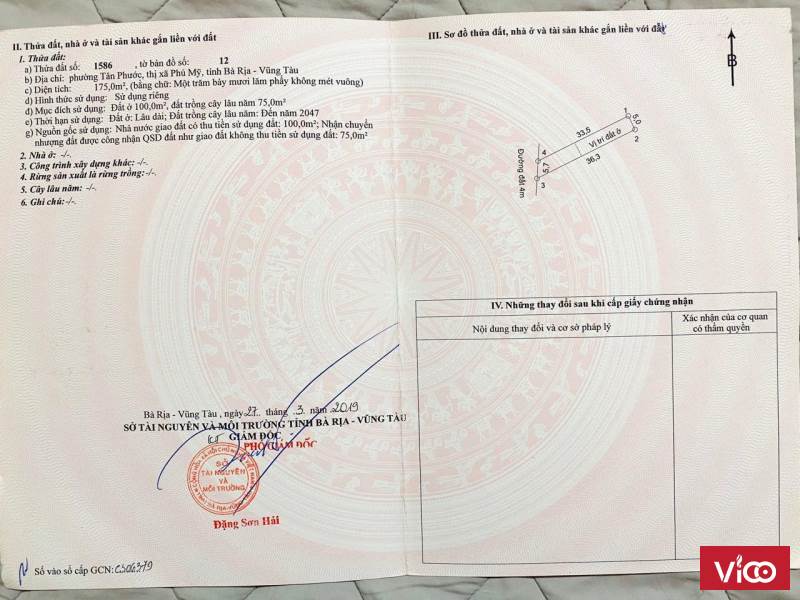 II. Thửa đất, nhà ở và tài sản khác gắn liền với đất
1. Thửa đất:
a) Thửa đất số: 1586 , tờ bản đồ số: 12
b) Địa chỉ: phường Tân Phước, thị xã Phú Mỹ, tỉnh Bà Rịa - Vũng Tàu
c) Diện tích: 175,0m², (bằng chữ: Một trăm bảy mươi lăm phẩy không mét vuông)
d) Hình thức sử dụng: Sử dụng riêng
đ) Mục đích sử dụng: Đất ở 100,0m², đất trồng cây lâu năm 75,0m²
e) Thời hạn sử dụng: Đất ở: Lâu dài; Đất trồng cây lâu năm: Đến năm 2047
g) Nguồn gốc sử dụng: Nhà nước giao đất có thu tiền sử dụng đất: 100,0m²; Nhận chuyển
nhượng đất được công nhận QSD đất như giao đất không thu tiền sử dụng đất: 75,0m²
2. Nhà ở: -/-.
3. Công trình xây dựng khác: -/-.
4. Rừng sản xuất là rừng trồng: -/-.
5. Cây lâu năm: -/-.
6. Ghi chú: -/-.
Bà Rịa - Vũng Tàu , ngày 27. tháng .3. năm 2019
SỞ TÀI NGUYÊN VÀ MÔI TRƯỜNG TỈNH BÀ RỊA - VŨNG TÀU
GIÁM ĐỐC
PHÓ GIÁM ĐỐC
SỞ
TÀI NGUYÊN
VÀ
MÔI TRƯỜNG
Đặng Sơn Hải
Số vào sổ cấp GCN: CS06379
III. Sơ đồ thửa đất, nhà ở và tài sản khác gắn liền với đất
B
1
5,0
2
33,5
Vị trí đất ở
36,3
4
5,7
3
Đường đất 4m
IV. Những thay đổi sau khi cấp giấy chứng nhận
Nội dung thay đổi và cơ sở pháp lý
Xác nhận của cơ quan
có thẩm quyền
ViCO